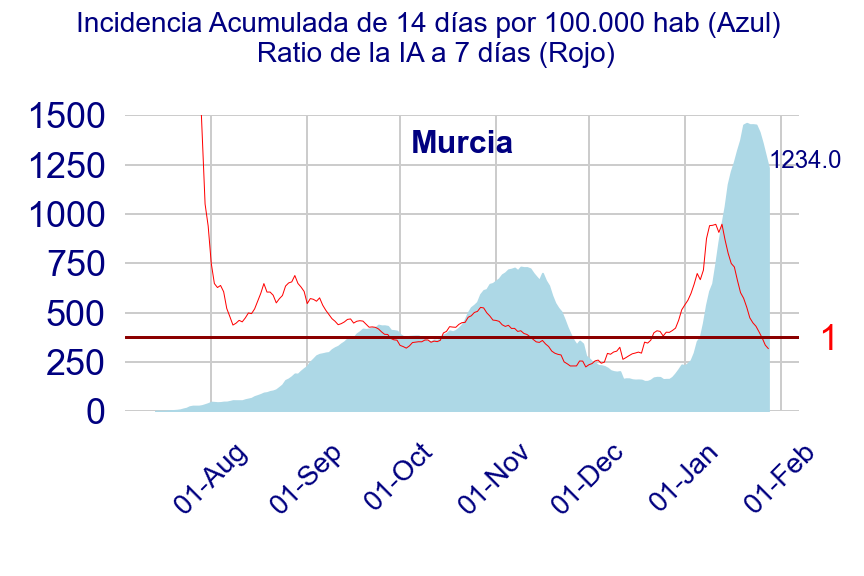 Incidencia Acumulada de 14 días por 100.000 hab (Azul)
Ratio de la IA a 7 días (Rojo)
Murcia
1500
1250
1000
750
500
250
0
1234.0
1
01-Aug
01-Sep
01-Oct
01-Nov
01-Dec
01-Jan
01-Feb